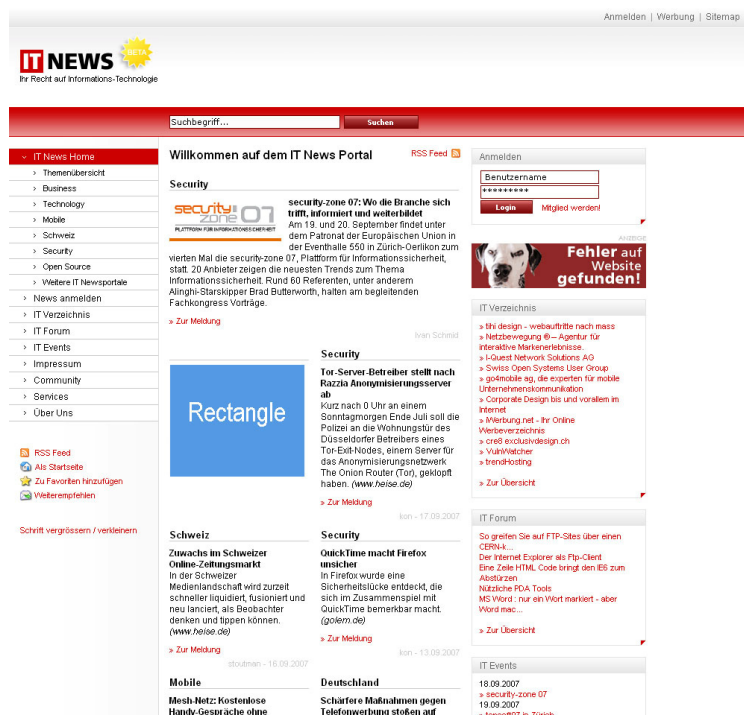 Anmelden | Werbung | Sitemap
IT NEWS BETA
Ihr Recht auf Informations-Technologie
Suchbegriff... Suchen
IT News Home
Themenübersicht
Business
Technology
Mobile
Schweiz
Security
Open Source
Weitere IT Newsportale
News anmelden
IT Verzeichnis
IT Forum
IT Events
Impressum
Community
Services
Über Uns
RSS Feed
Als Startseite
Zu Favoriten hinzufügen
Weiterempfehlen
Schrift vergrössern / verkleinern
Willkommen auf dem IT News Portal
RSS Feed
Security
security zone 07
PLATTFORM FÜR INFORMATIONSSICHERHEIT
security-zone 07: Wo die Branche sich
trifft, informiert und weiterbildet
Am 19. und 20. September findet unter
dem Patronat der Europäischen Union in
der Eventhalle 550 in Zürich-Oerlikon zum
vierten Mal die security-zone 07, Plattform für Informationssicherheit,
statt. 20 Anbieter zeigen die neuesten Trends zum Thema
Informationssicherheit. Rund 60 Referenten, unter anderem
Alinghi-Starskipper Brad Butterworth, halten am begleitenden
Fachkongress Vorträge.
» Zur Meldung
Ivan Schmid
Rectangle
Security
Tor-Server-Betreiber stellt nach
Razzia Anonymisierungsserver
ab
Kurz nach 0 Uhr an einem
Sonntagmorgen Ende Juli soll die
Polizei an die Wohnungstür des
Düsseldorfer Betreibers eines
Tor-Exit-Nodes, einem Server für
das Anonymisierungsnetzwerk
The Onion Router (Tor), geklopft
haben. (www.heise.de)
» Zur Meldung
kon - 17.09.2007
Schweiz
Zuwachs im Schweizer
Online-Zeitungsmarkt
In der Schweizer
Medienlandschaft wird zurzeit
schneller liquidiert, fusioniert und
neu lanciert, als Beobachter
denken und tippen können.
(www.heise.de)
» Zur Meldung
stoutman - 16.09.2007
Security
QuickTime macht Firefox
unsicher
In Firefox wurde eine
Sicherheitslücke entdeckt, die
sich im Zusammenspiel mit
QuickTime bemerkbar macht.
(golem.de)
» Zur Meldung
kon - 13.09.2007
Mobile
Mesh-Netz: Kostenlose
Handy-Gespräche ohne
Deutschland
Schärfere Maßnahmen gegen
Telefonwerbung stoßen auf
Anmelden
Benutzername
*********
Login Mitglied werden!
ANZEIGE
Fehler auf
Website
gefunden!
IT Verzeichnis
» tihi design - webauftritte nach mass
» Netzbewegung ® – Agentur für
interaktive Markenerlebnisse.
» I-Quest Network Solutions AG
» Swiss Open Systems User Group
» go4mobile ag, die experten für mobile
Unternehmenskommunikation
» Corporate Design bis und vorallem im
Internet
» iWerbung.net - Ihr Online
Werbeverzeichnis
» cre8 exclusivdesign.ch
» VulnWatcher
» trendHosting
» Zur Übersicht
IT Forum
So greifen Sie auf FTP-Sites über einen
CERN-k...
Der Internet Explorer als Ftp-Client
Eine Zeile HTML Code bringt den IE6 zum
Abstürzen
Nützliche PDA Tools
MS Word : nur ein Wort markiert - aber
Word mac...
» Zur Übersicht
IT Events
18.09.2007
» security-zone 07
19.09.2007